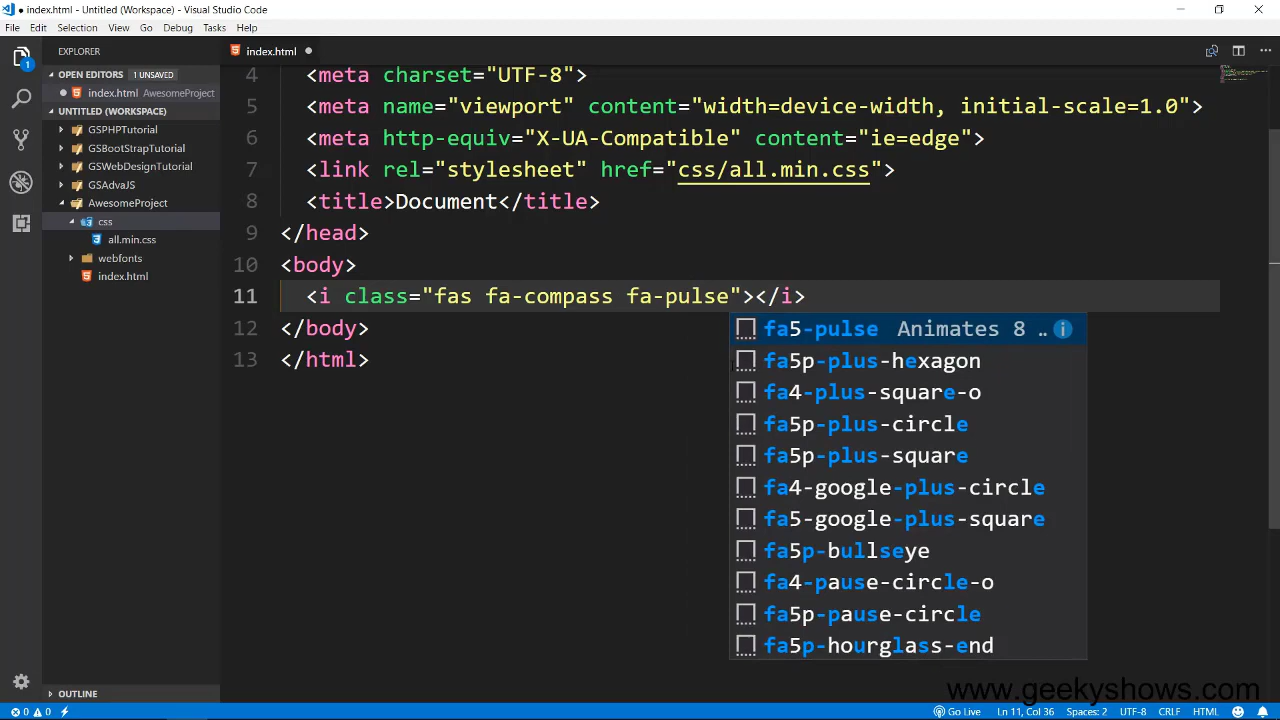 index.html - Untitled (Workspace) - Visual Studio Code
File Edit Selection View Go Debug Tasks Help
EXPLORER
OPEN EDITORS 1 UNSAVED
index.html AwesomeProject
UNTITLED (WORKSPACE)
GSPHPTutorial
GSBootStrapTutorial
GSWebDesignTutorial
GSAdvaJS
AwesomeProject
css
all.min.css
webfonts
index.html
OUTLINE
index.html
4 <meta charset="UTF-8">
5 <meta name="viewport" content="width=device-width, initial-scale=1.0">
6 <meta http-equiv="X-UA-Compatible" content="ie=edge">
7 <link rel="stylesheet" href="css/all.min.css">
8 <title>Document</title>
9 </head>
10 <body>
11 <i class="fas fa-compass fa-pulse"></i>
12 </body>
13 </html>
fa5-pulse Animates 8 ..
fa5p-plus-hexagon
fa4-plus-square-o
fa5p-plus-circle
fa5p-plus-square
fa4-google-plus-circle
fa5-google-plus-square
fa5p-bullseye
fa4-pause-circle-o
fa5p-pause-circle
fa5p-hourglass-end
www.geekyshows.com
0 0 Go Live Ln 11, Col 36 Spaces: 2 UTF-8 CRLF HTML